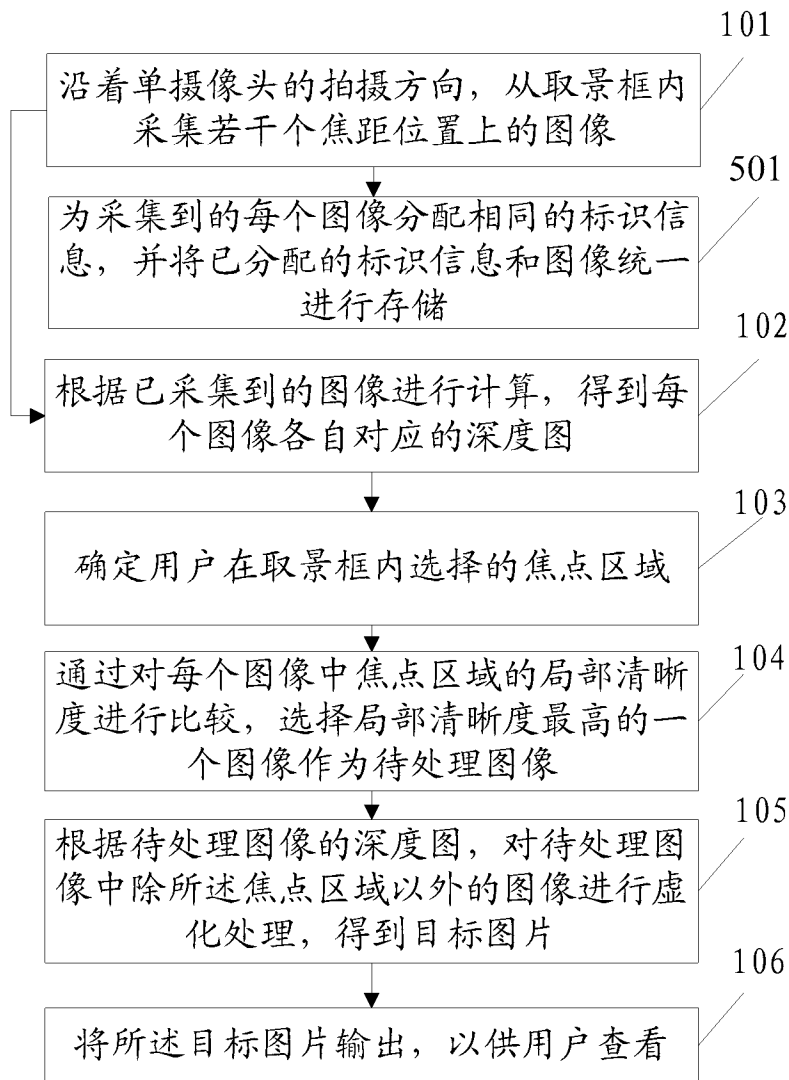 101
沿着单摄像头的拍摄方向，从取景框内
采集若干个焦距位置上的图像
501
为采集到的每个图像分配相同的标识信
息，并将已分配的标识信息和图像统一
进行存储
102
根据已采集到的图像进行计算，得到每
个图像各自对应的深度图
103
确定用户在取景框内选择的焦点区域
104
通过对每个图像中焦点区域的局部清晰
度进行比较，选择局部清晰度最高的一
个图像作为待处理图像
105
根据待处理图像的深度图，对待处理图
像中除所述焦点区域以外的图像进行虚
化处理，得到目标图片
106
将所述目标图片输出，以供用户查看